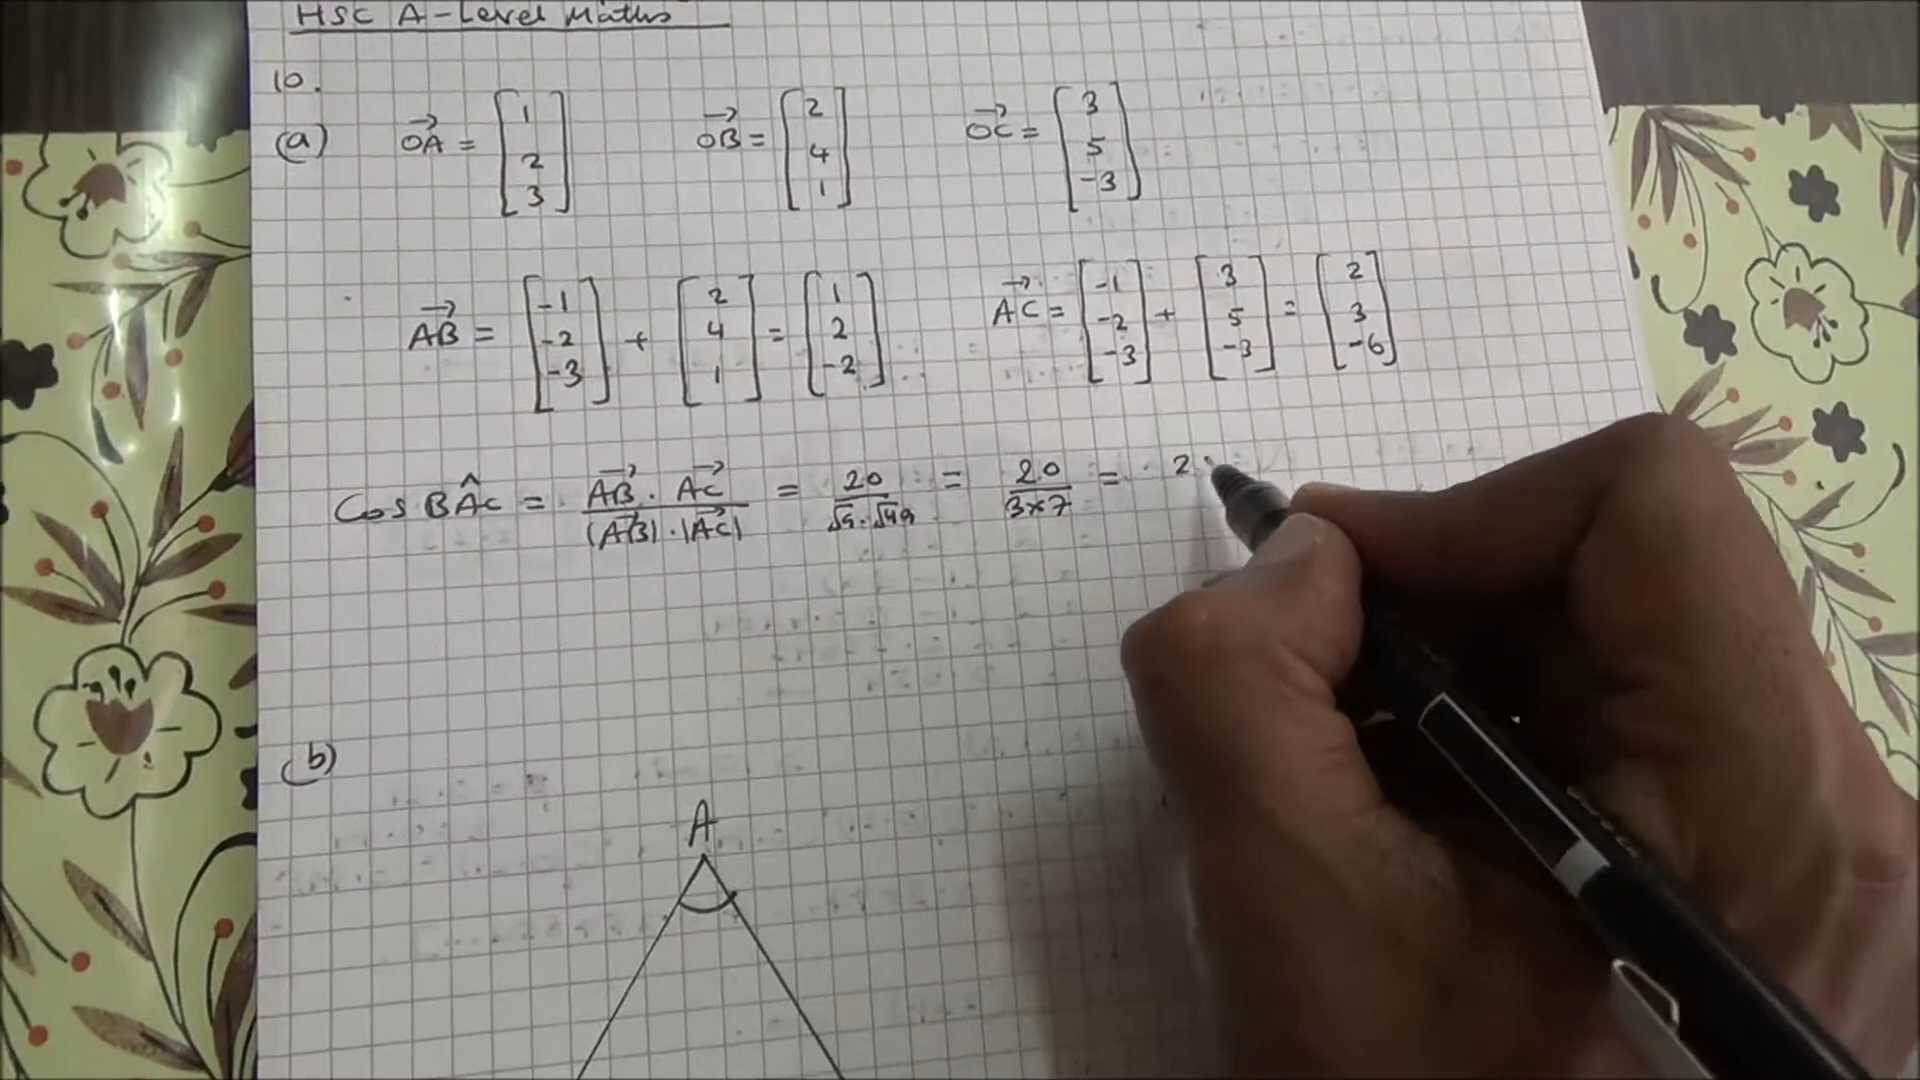 HSC A-Level Maths
10.
(a) →OA = [1 2 3] →OB = [2 4 1] →OC = [3 5 -3]
→AB = [-1 -2 -3] + [2 4 1] = [1 2 -2] →AC = [-1 -2 -3] + [3 5 -3] = [2 3 -6]
Cos BÂC = →AB . →AC / |→AB| . |→AC| = 20 / √9 . √49 = 20 / 3×7 = 2
(b)
A